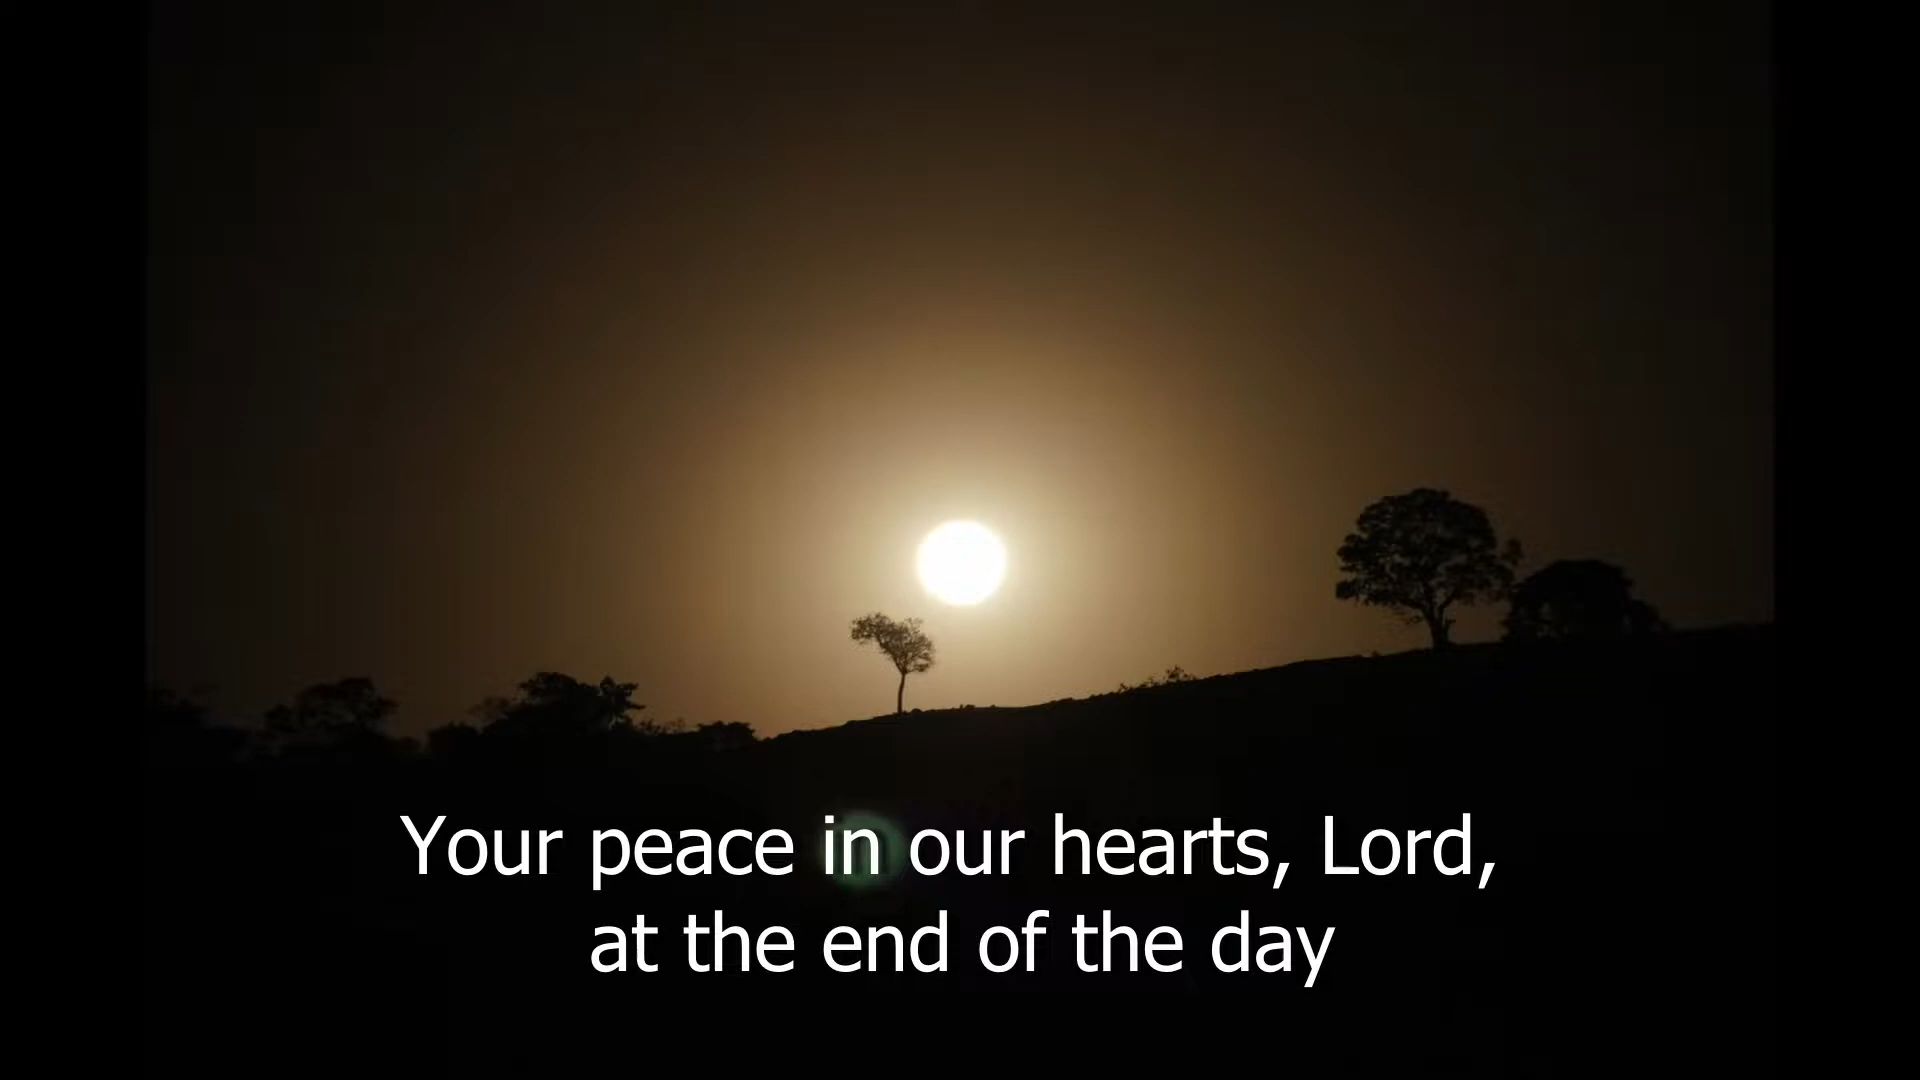 Your peace in our hearts, Lord,
at the end of the day